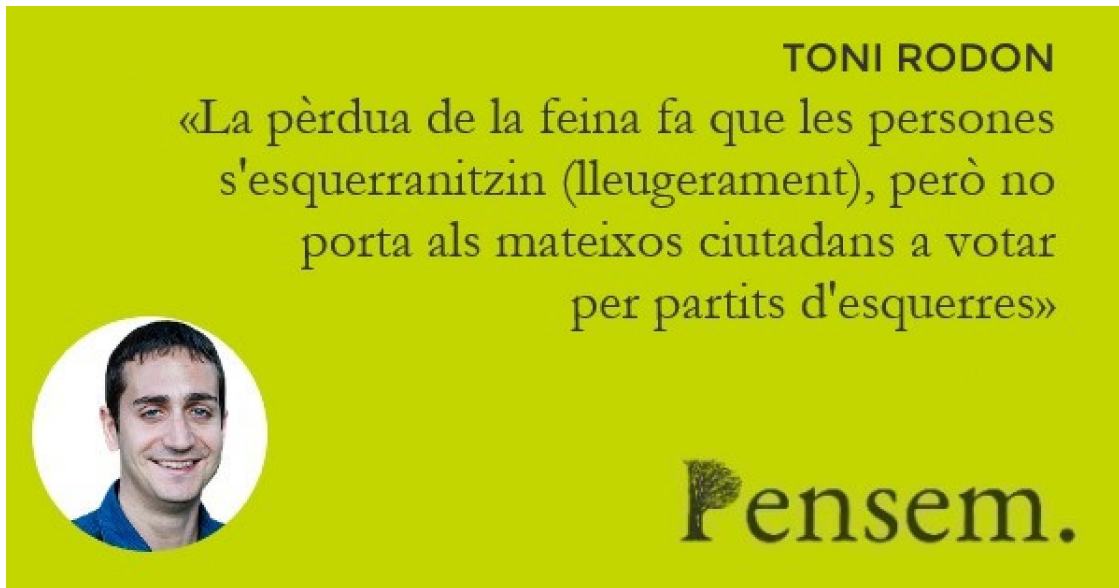 TONI RODON
«La pèrdua de la feina fa que les persones
s'esquerranitzin (lleugerament), però no
porta als mateixos ciutadans a votar
per partits d'esquerres»
Pensem.